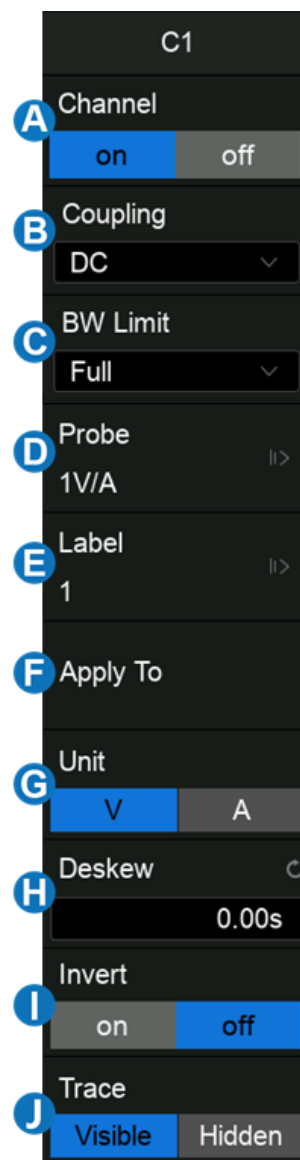 C1
A Channel
on off
B Coupling
DC
C BW Limit
Full
D Probe
1V/A
E Label
1
F Apply To
G Unit
V A
H Deskew
0.00s
I Invert
on off
J Trace
Visible Hidden